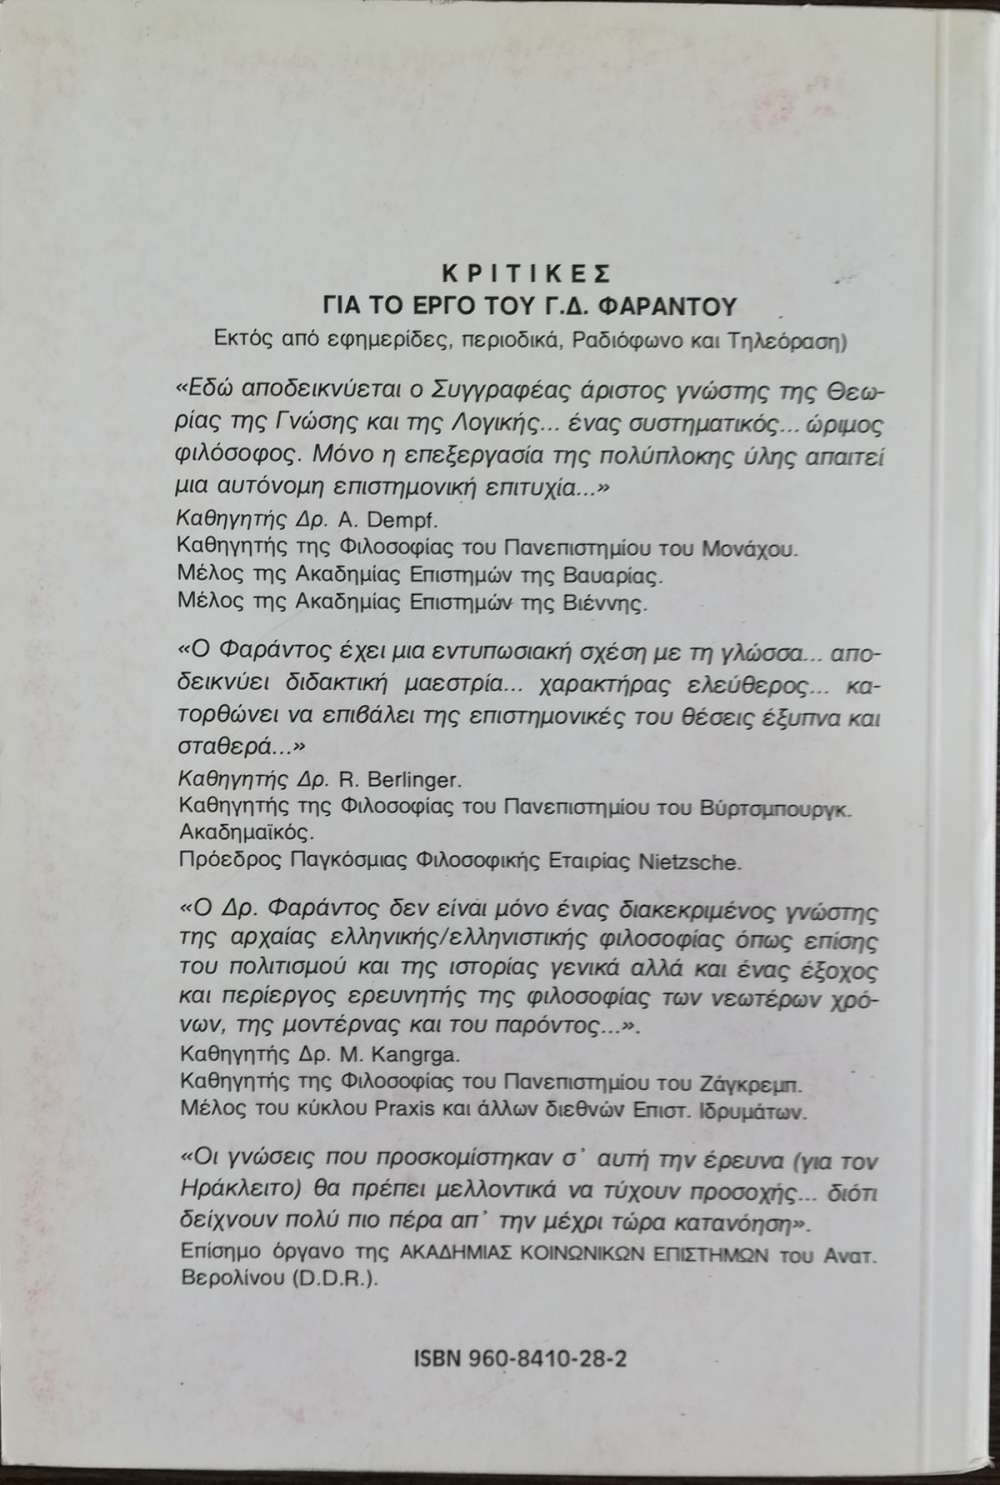 ΚΡΙΤΙΚΕΣ
ΓΙΑ ΤΟ ΕΡΓΟ ΤΟΥ Γ.Δ. ΦΑΡΑΝΤΟΥ
Εκτός από εφημερίδες, περιοδικά, Ραδιόφωνο και Τηλεόραση)
«Εδώ αποδεικνύεται ο Συγγραφέας άριστος γνώστης της Θεω-
ρίας της Γνώσης και της Λογικής... ένας συστηματικός... ώριμος
φιλόσοφος. Μόνο η επεξεργασία της πολύπλοκης ύλης απαιτεί
μια αυτόνομη επιστημονική επιτυχία...»
Καθηγητής Δρ. A. Dempf.
Καθηγητής της Φιλοσοφίας του Πανεπιστημίου του Μονάχου.
Μέλος της Ακαδημίας Επιστημών της Βαυαρίας.
Μέλος της Ακαδημίας Επιστημών της Βιέννης.
«Ο Φαράντος έχει μια εντυπωσιακή σχέση με τη γλώσσα... απο-
δεικνύει διδακτική μαεστρία... χαρακτήρας ελεύθερος... κα-
τορθώνει να επιβάλει της επιστημονικές του θέσεις έξυπνα και
σταθερά...»
Καθηγητής Δρ. R. Berlinger.
Καθηγητής της Φιλοσοφίας του Πανεπιστημίου του Βύρτσμπουργκ.
Ακαδημαϊκός.
Πρόεδρος Παγκόσμιας Φιλοσοφικής Εταιρίας Nietzsche.
«Ο Δρ. Φαράντος δεν είναι μόνο ένας διακεκριμένος γνώστης
της αρχαίας ελληνικής/ελληνιστικής φιλοσοφίας όπως επίσης
του πολιτισμού και της ιστορίας γενικά αλλά και ένας έξοχος
και περίεργος ερευνητής της φιλοσοφίας των νεωτέρων χρό-
νων, της μοντέρνας και του παρόντος...».
Καθηγητής Δρ. M. Kangrga.
Καθηγητής της Φιλοσοφίας του Πανεπιστημίου του Ζάγκρεμπ.
Μέλος του κύκλου Praxis και άλλων διεθνών Επιστ. Ιδρυμάτων.
«Οι γνώσεις που προσκομίστηκαν σ' αυτή την έρευνα (για τον
Ηράκλειτο) θα πρέπει μελλοντικά να τύχουν προσοχής... διότι
δείχνουν πολύ πιο πέρα απ' την μέχρι τώρα κατανόηση».
Επίσημο όργανο της ΑΚΑΔΗΜΙΑΣ ΚΟΙΝΩΝΙΚΩΝ ΕΠΙΣΤΗΜΩΝ του Ανατ.
Βερολίνου (D.D.R.).
ISBN 960-8410-28-2